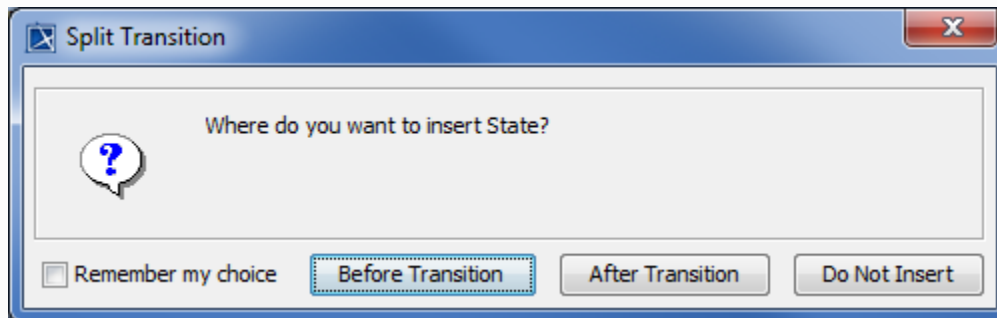 Split Transition
Where do you want to insert State?
Remember my choice Before Transition After Transition Do Not Insert